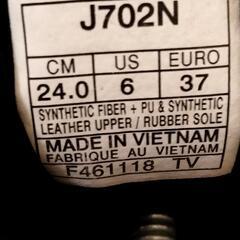 J702N
CM US EURO
24.0 6 37
SYNTHETIC FIBER + PU & SYNTHETIC
LEATHER UPPER / RUBBER SOLE
MADE IN VIETNAM
FABRIQUE AU VIETNAM
F461118 TV